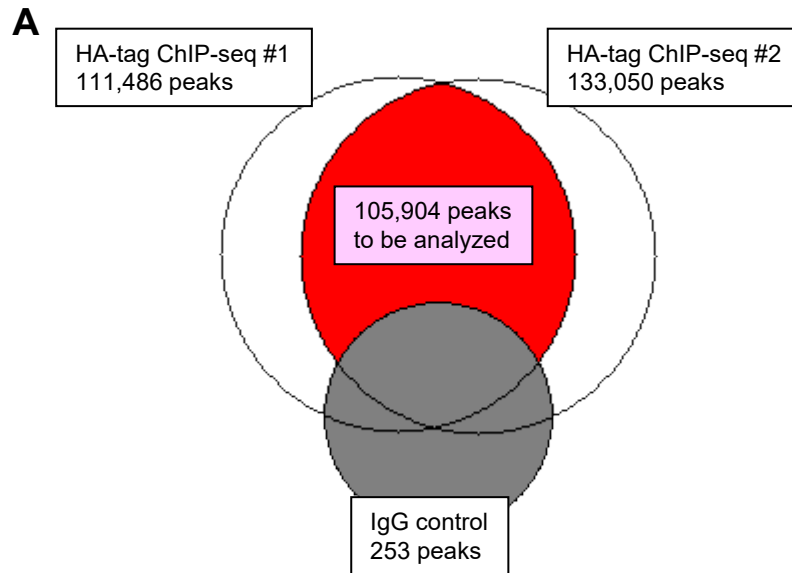 A
HA-tag ChIP-seq #1
111,486 peaks
HA-tag ChIP-seq #2
133,050 peaks
105,904 peaks
to be analyzed
IgG control
253 peaks